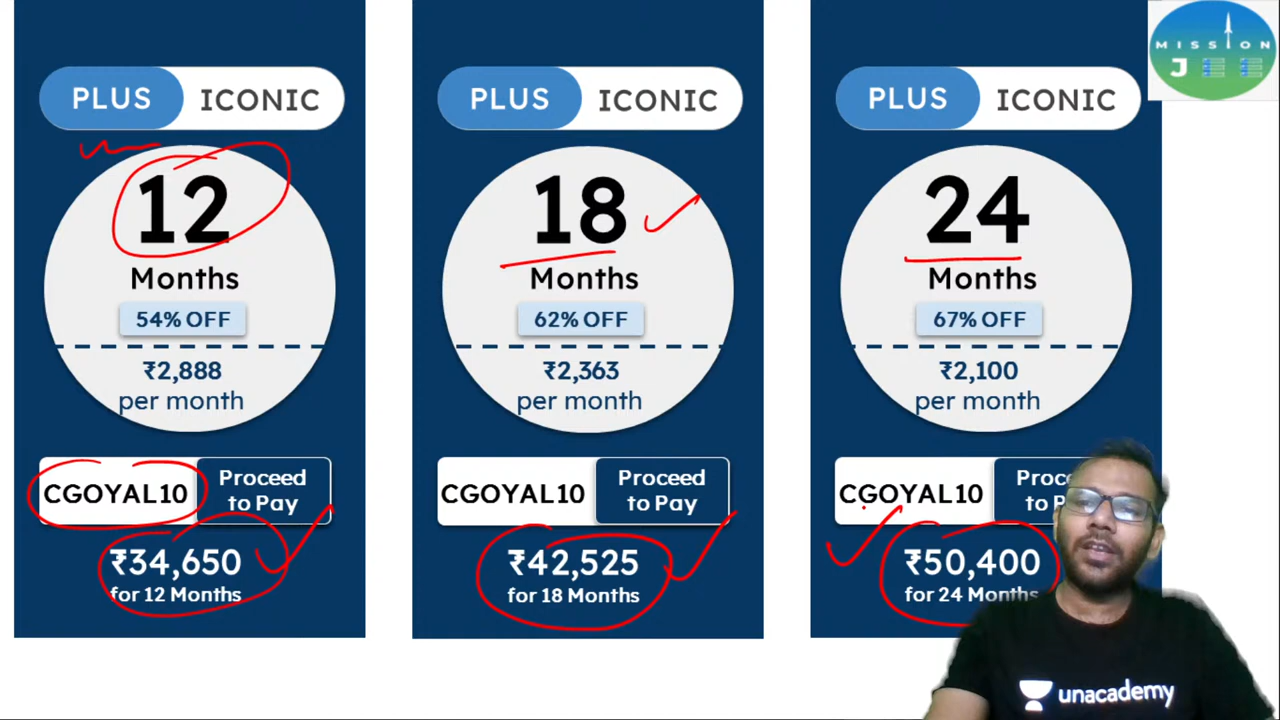 PLUS ICONIC
12
Months
54% OFF
₹2,888
per month
CGOYAL10
Proceed
to Pay
₹34,650
for 12 Months
PLUS ICONIC
18
Months
62% OFF
₹2,363
per month
CGOYAL10
Proceed
to Pay
₹42,525
for 18 Months
PLUS ICONIC
24
Months
67% OFF
₹2,100
per month
CGOYAL10
₹50,400
for 24 Months
MISSION
JEE
unacademy